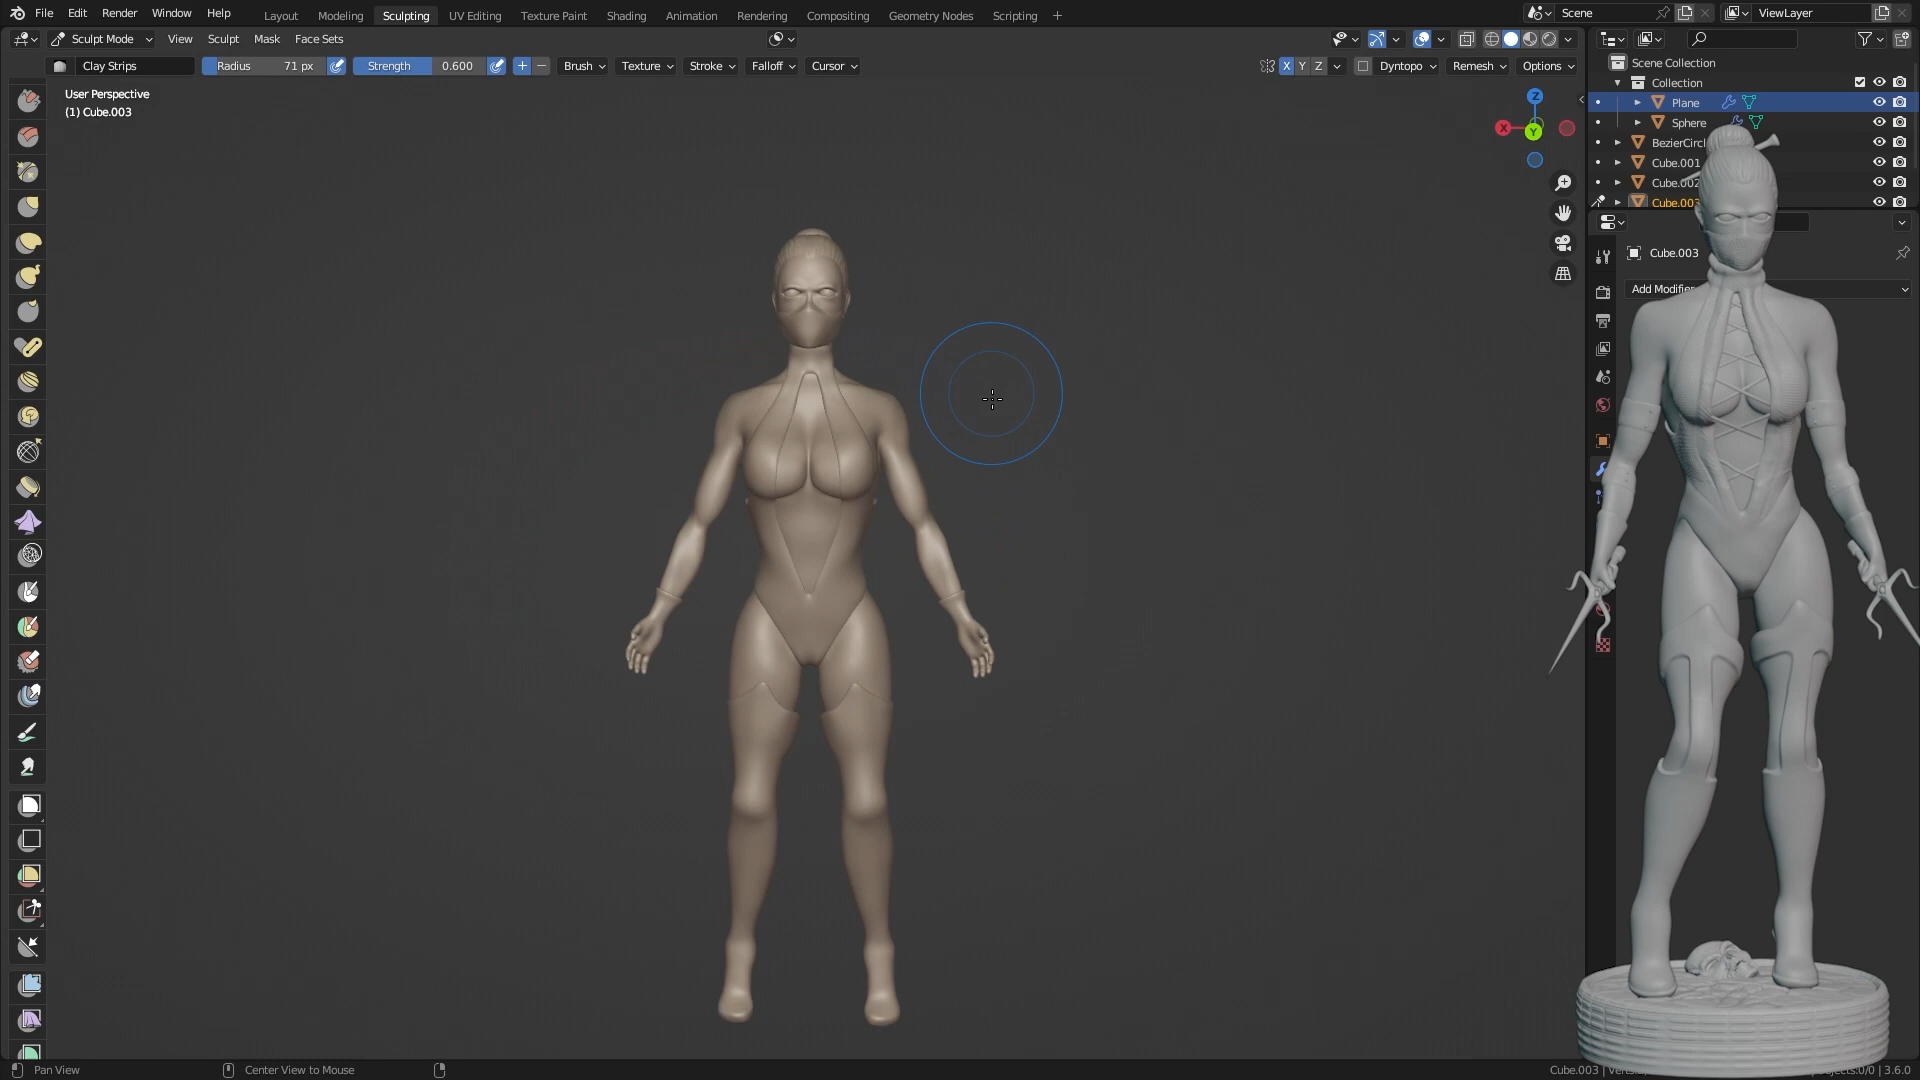 File Edit Render Window Help Layout Modeling Sculpting UV Editing Texture Paint Shading Animation Rendering Compositing Geometry Nodes Scripting + Scene ViewLayer
Sculpt Mode View Sculpt Mask Face Sets
Clay Strips Radius 71 px Strength 0.600 + − Brush Texture Stroke Falloff Cursor X Y Z Dyntopo Remesh Options
User Perspective
(1) Cube.003
Z
X
Y
Scene Collection
Collection
Plane
Sphere
BezierCircl
Cube.001
Cube.002
Cube.003
Cube.003
Add Modifier
Pan View Center View to Mouse Cube.003 | 0/0 | 3.6.0